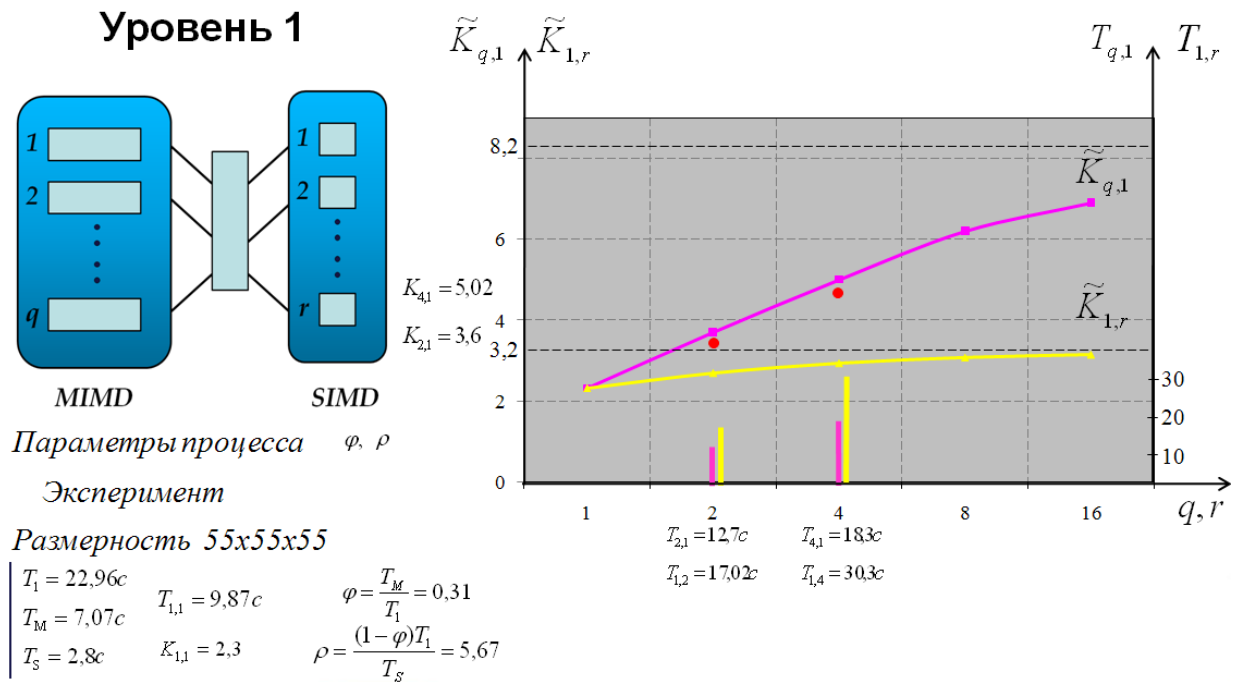 Уровень 1
1
2
q
MIMD
1
2
r
SIMD
K̃q,1 K̃1,r
Tq,1 T1,r
8,2
6
4
3,2
2
0
K̃q,1
K̃1,r
30
20
10
1 2 4 8 16 q, r
K4,1 = 5,02
K2,1 = 3,6
T2,1 = 12,7c T4,1 = 18,3c
T1,2 = 17,02c T1,4 = 30,3c
Параметры процесса φ, ρ
Эксперимент
Размерность 55x55x55
T1 = 22,96c
TM = 7,07c
TS = 2,8c
T1,1 = 9,87c
K1,1 = 2,3
φ = TM / T1 = 0,31
ρ = (1 − φ)T1 / TS = 5,67